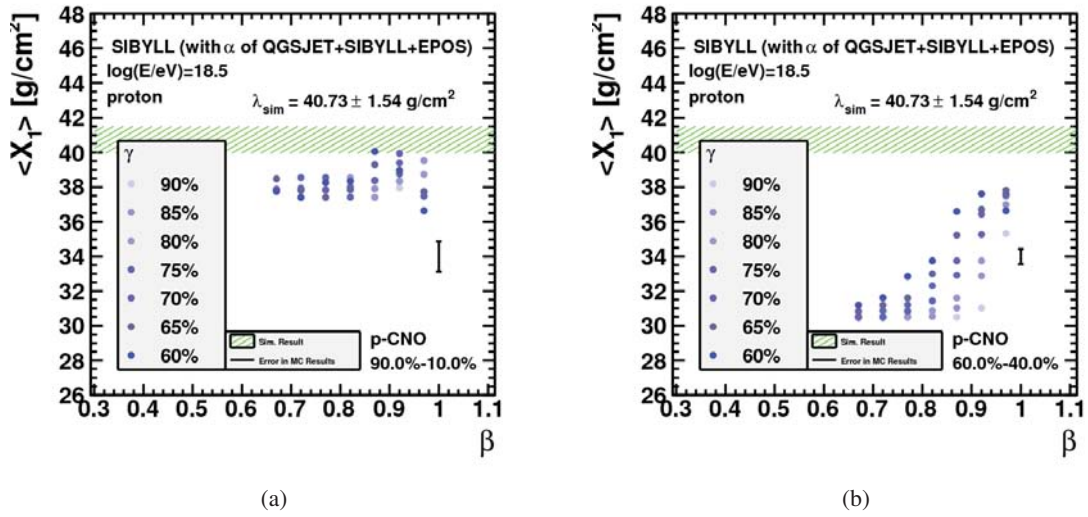 <X₁> [g/cm²]
48
46
44
42
40
38
36
34
32
30
28
26
SIBYLL (with α of QGSJET+SIBYLL+EPOS)
log(E/eV)=18.5
proton
λsim = 40.73 ± 1.54 g/cm²
γ
90%
85%
80%
75%
70%
65%
60%
Sim. Result
Error in MC Results
p-CNO
90.0%-10.0%
0.3 0.4 0.5 0.6 0.7 0.8 0.9 1 1.1
β
(a)
<X₁> [g/cm²]
48
46
44
42
40
38
36
34
32
30
28
26
SIBYLL (with α of QGSJET+SIBYLL+EPOS)
log(E/eV)=18.5
proton
λsim = 40.73 ± 1.54 g/cm²
γ
90%
85%
80%
75%
70%
65%
60%
Sim. Result
Error in MC Results
p-CNO
60.0%-40.0%
0.3 0.4 0.5 0.6 0.7 0.8 0.9 1 1.1
β
(b)